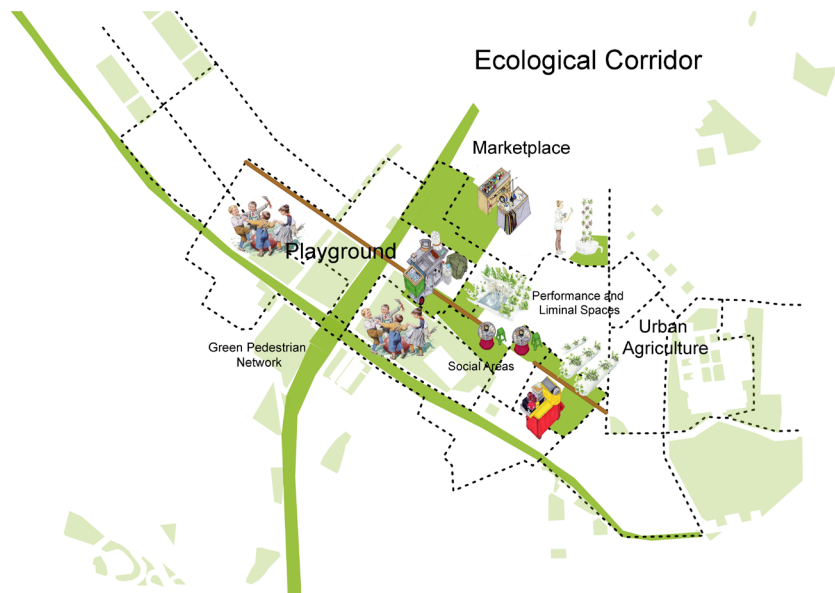 Ecological Corridor
Marketplace
Playground
Performance and
Liminal Spaces
Urban
Agriculture
Green Pedestrian
Network
Social Areas